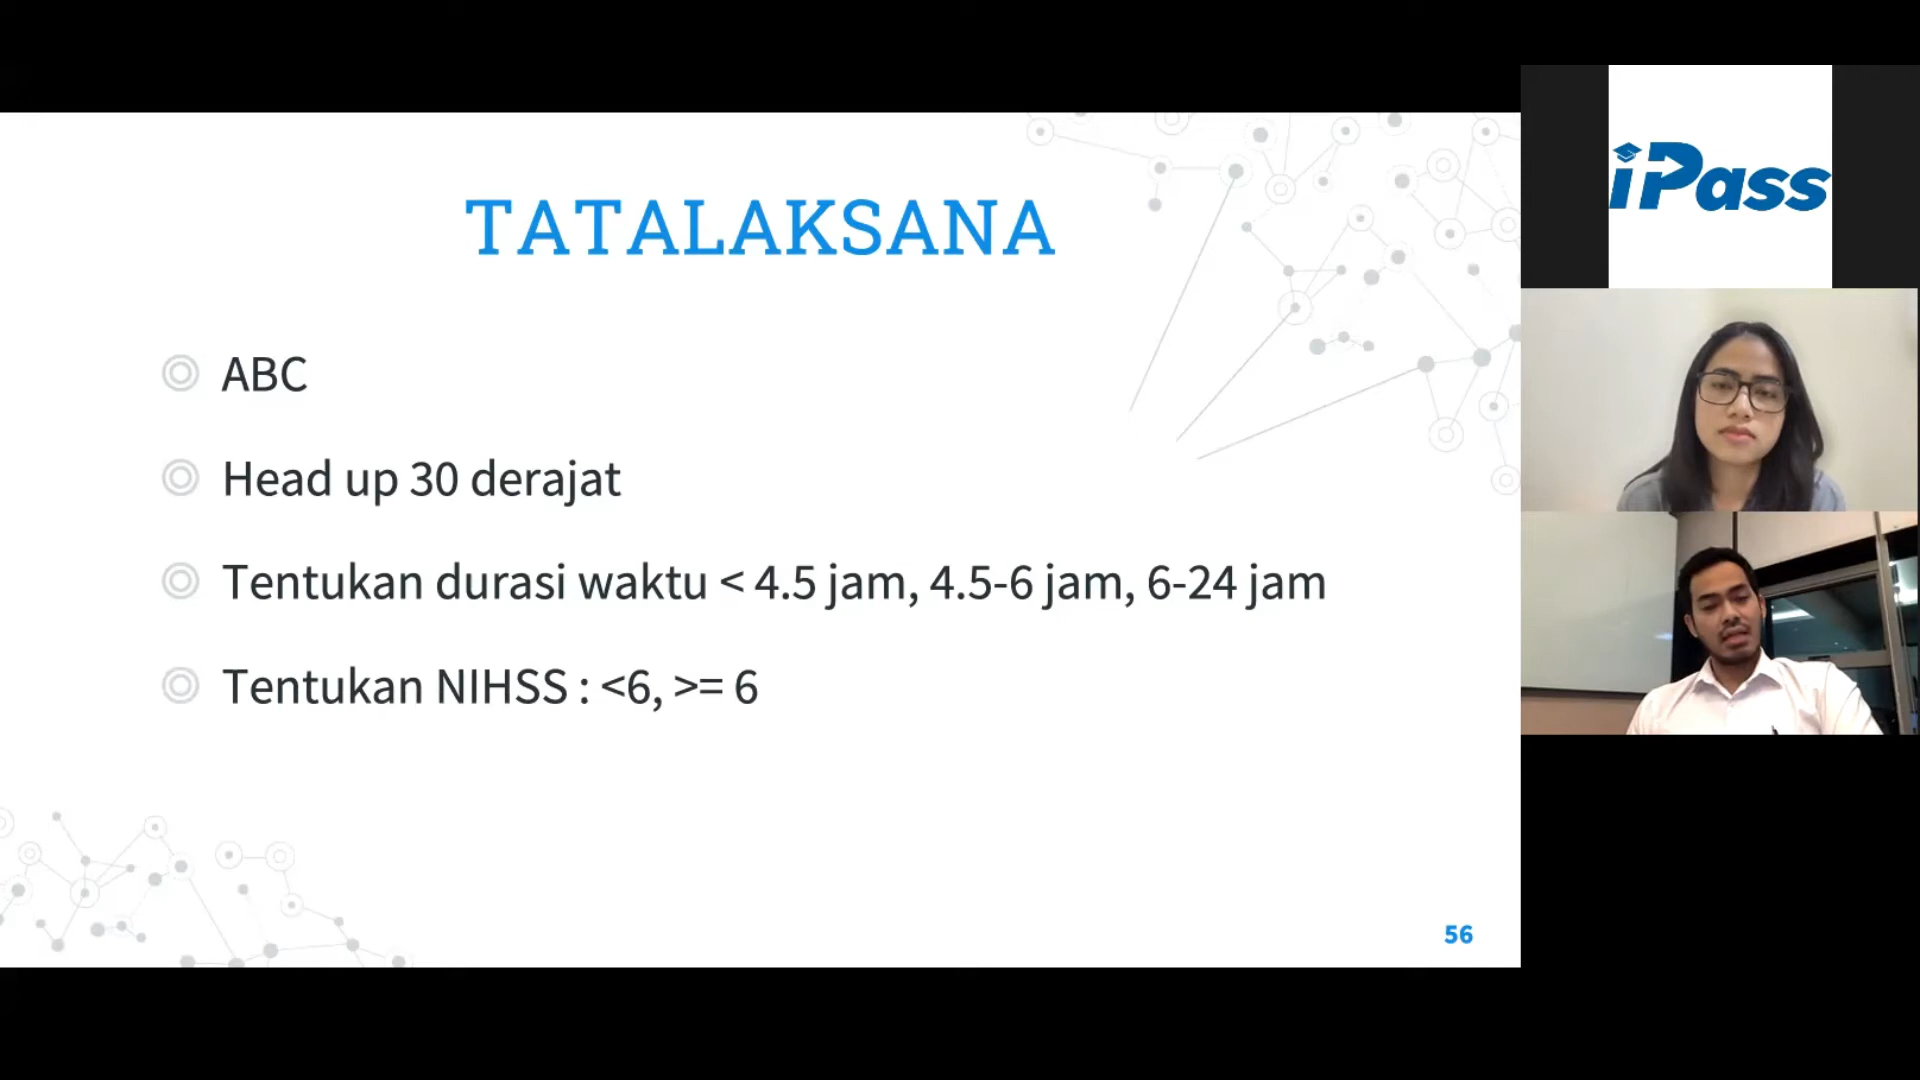 TATALAKSANA
ABC
Head up 30 derajat
Tentukan durasi waktu < 4.5 jam, 4.5-6 jam, 6-24 jam
Tentukan NIHSS : <6, >= 6
56
iPass